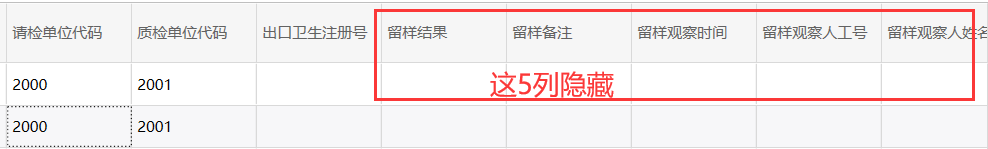 请检单位代码 质检单位代码 出口卫生注册号 留样结果 留样备注 留样观察时间 留样观察人工号 留样观察人姓名
2000 2001
这5列隐藏
2000 2001